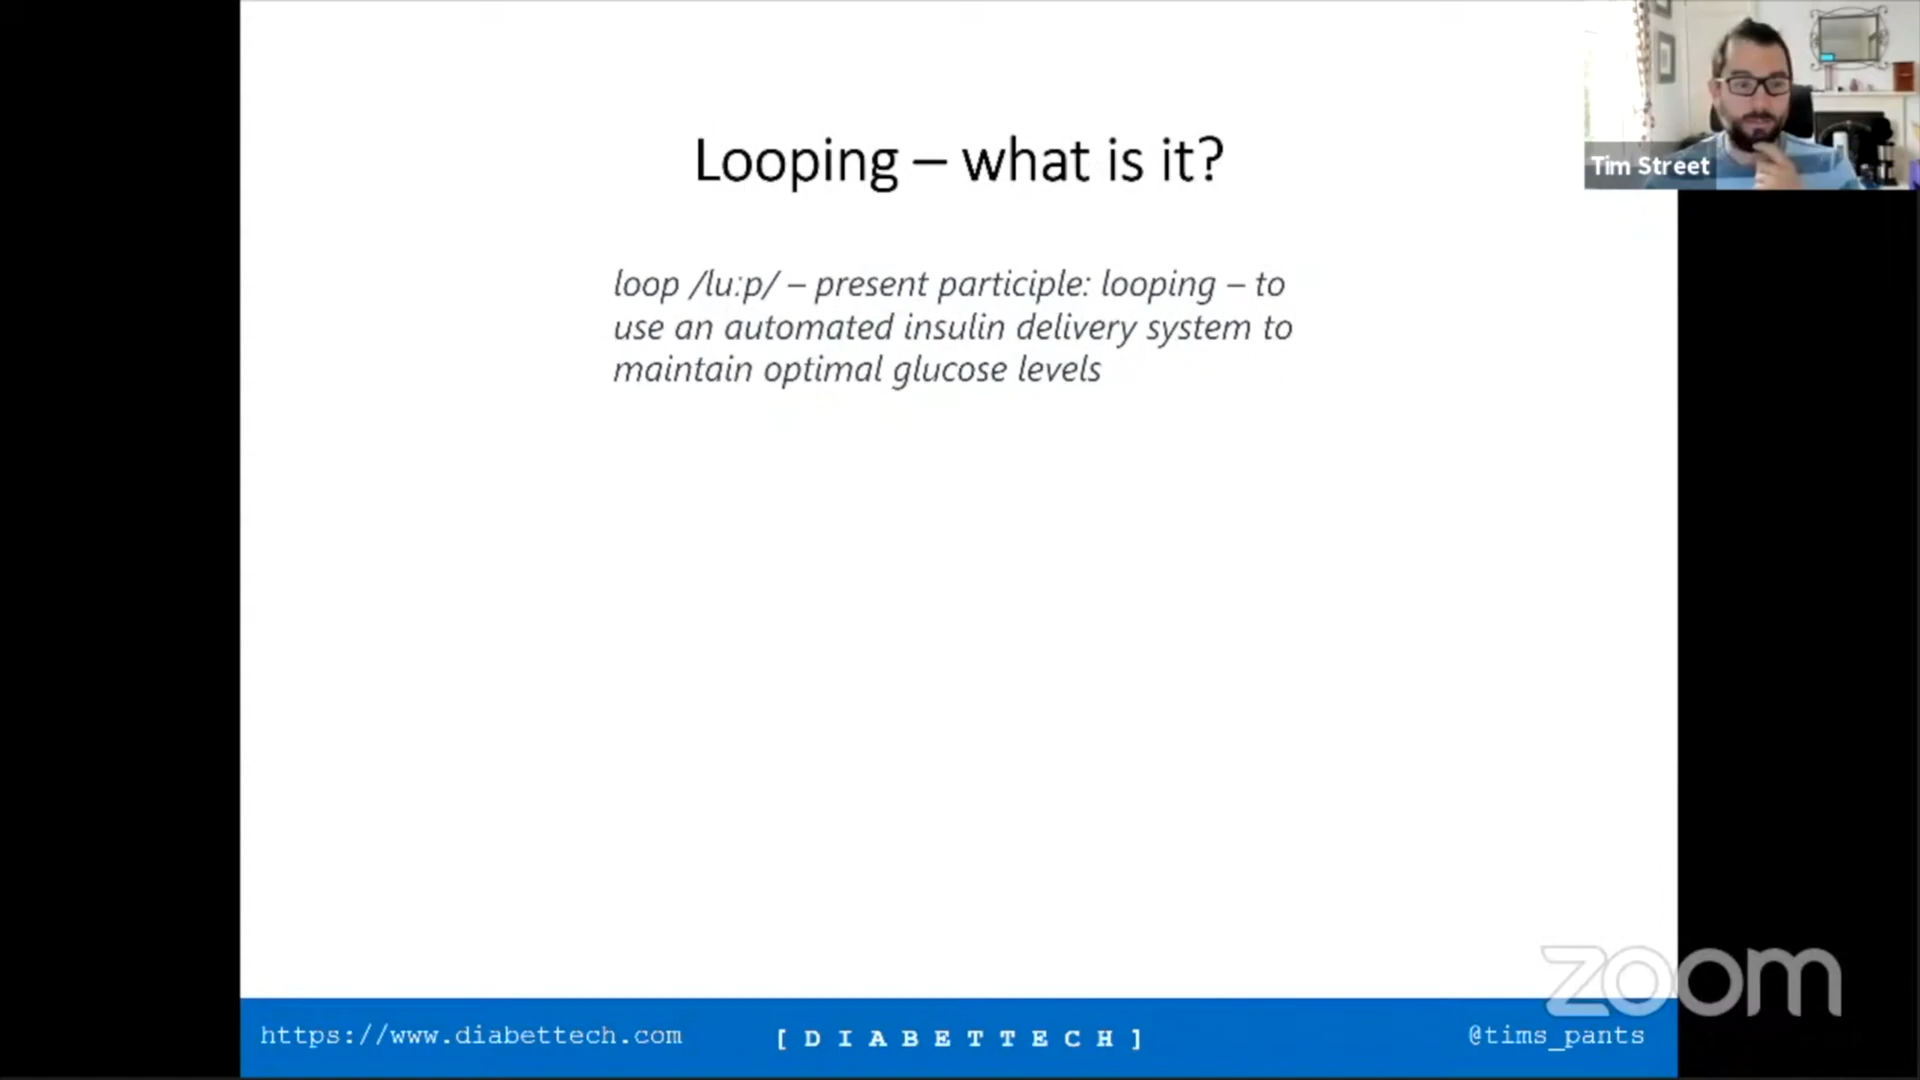 Looping – what is it?
loop /lu:p/ – present participle: looping – to
use an automated insulin delivery system to
maintain optimal glucose levels
Tim Street
zoom
https://www.diabettech.com
[DIABETTECH]
@tims_pants